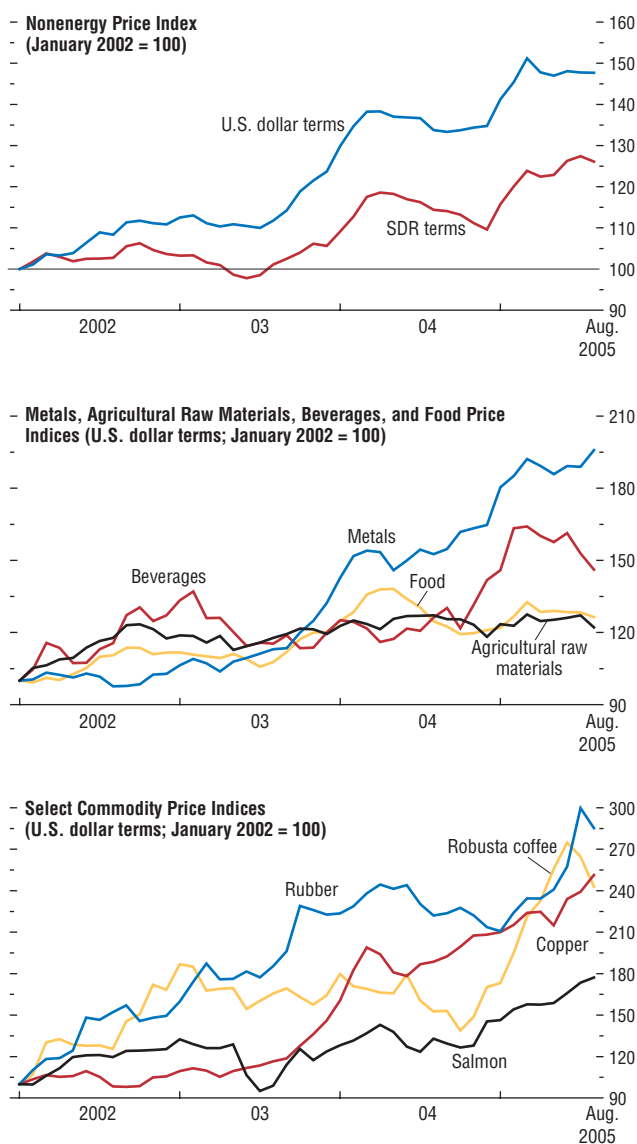 Nonenergy Price Index
(January 2002 = 100)
160
150
140
130
120
110
100
90
U.S. dollar terms
SDR terms
2002
03
04
Aug.
2005
Metals, Agricultural Raw Materials, Beverages, and Food Price
Indices (U.S. dollar terms; January 2002 = 100)
210
180
150
120
90
Metals
Beverages
Food
Agricultural raw
materials
2002
03
04
Aug.
2005
Select Commodity Price Indices
(U.S. dollar terms; January 2002 = 100)
300
270
240
210
180
150
120
90
Robusta coffee
Rubber
Copper
Salmon
2002
03
04
Aug.
2005